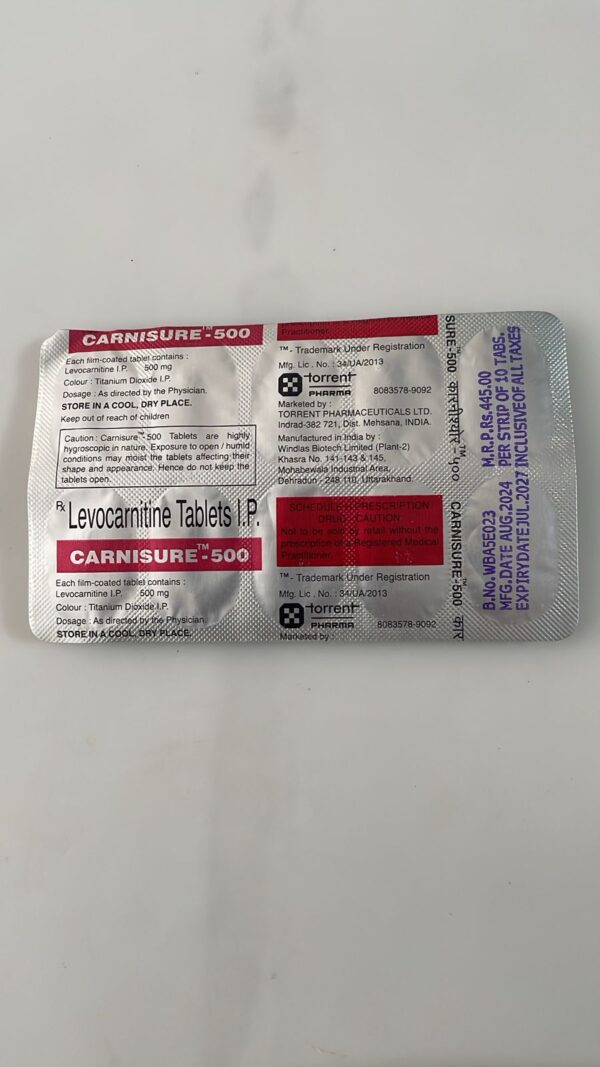 CARNISURE™-500
Each film-coated tablet contains :
Levocarnitine I.P. 500 mg
Colour : Titanium Dioxide I.P.
Dosage : As directed by the Physician.
STORE IN A COOL, DRY PLACE.
Keep out of reach of children
Caution : Carnisure™-500 Tablets are highly
hygroscopic in nature. Exposure to open / humid
conditions may moist the tablets affecting their
shape and appearance. Hence do not keep the
tablets open.
Rx Levocarnitine Tablets I.P.
CARNISURE™-500
Each film-coated tablet contains :
Levocarnitine I.P. 500 mg
Colour : Titanium Dioxide I.P.
Dosage : As directed by the Physician.
STORE IN A COOL, DRY PLACE.
Practitioner.
™- Trademark Under Registration
Mfg. Lic. No. : 34/UA/2013
torrent
PHARMA 8083578-9092
Marketed by :
TORRENT PHARMACEUTICALS LTD.
Indrad-382 721, Dist. Mehsana, INDIA.
Manufactured in India by :
Windlas Biotech Limited (Plant-2)
Khasra No. 141-143 & 145,
Mohabewala Industrial Area,
Dehradun - 248 110, Uttarakhand.
SCHEDULE H PRESCRIPTION
DRUG - CAUTION
Not to be sold by retail without the
prescription of a Registered Medical
Practitioner.
™- Trademark Under Registration
Mfg. Lic. No. : 34/UA/2013
torrent
PHARMA 8083578-9092
Marketed by :
SURE-500 कारनीश्योर™-५०० CARNISURE™-500 कार
B.NO.WBASE023 M.R.P.RS.445.00
MFG.DATE AUG.2024 PER STRIP OF 10 TABS.
EXPIRY DATE JUL.2027 INCLUSIVE OF ALL TAXES